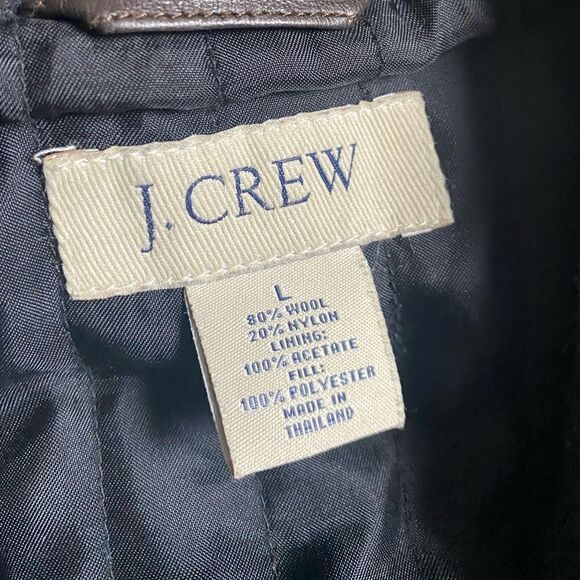 J. CREW
L
80% WOOL
20% NYLON
LINING:
100% ACETATE
FILL:
100% POLYESTER
MADE IN
THAILAND